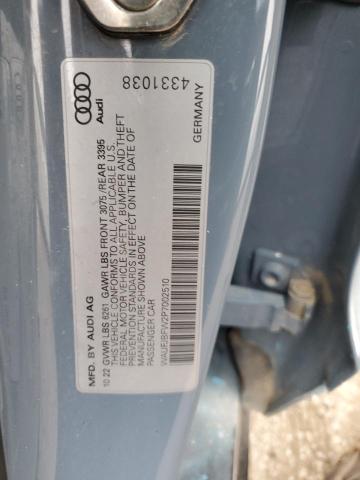 Audi
4331038
GERMANY
MFD. BY AUDI AG
10.22 GVWR LBS 6261 GAWR LBS FRONT 3075 /REAR 3395
THIS VEHICLE CONFORMS TO ALL APPLICABLE U.S.
FEDERAL MOTOR VEHICLE SAFETY, BUMPER AND THEFT
PREVENTION STANDARDS IN EFFECT ON THE DATE OF
MANUFACTURE SHOWN ABOVE
PASSENGER CAR
WAUFJBFW2P7002510